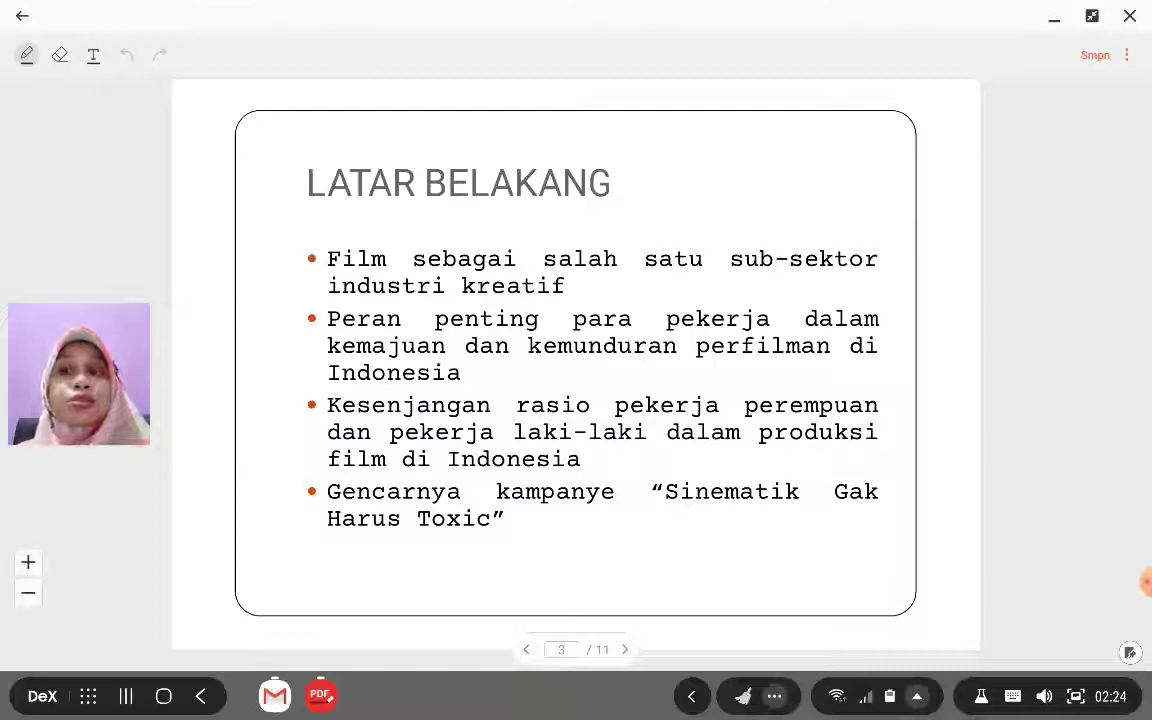 Smpn
LATAR BELAKANG
• Film sebagai salah satu sub-sektor
industri kreatif
• Peran penting para pekerja dalam
kemajuan dan kemunduran perfilman di
Indonesia
• Kesenjangan rasio pekerja perempuan
dan pekerja laki-laki dalam produksi
film di Indonesia
• Gencarnya kampanye “Sinematik Gak
Harus Toxic”
3 / 11
DeX
PDF
02:24